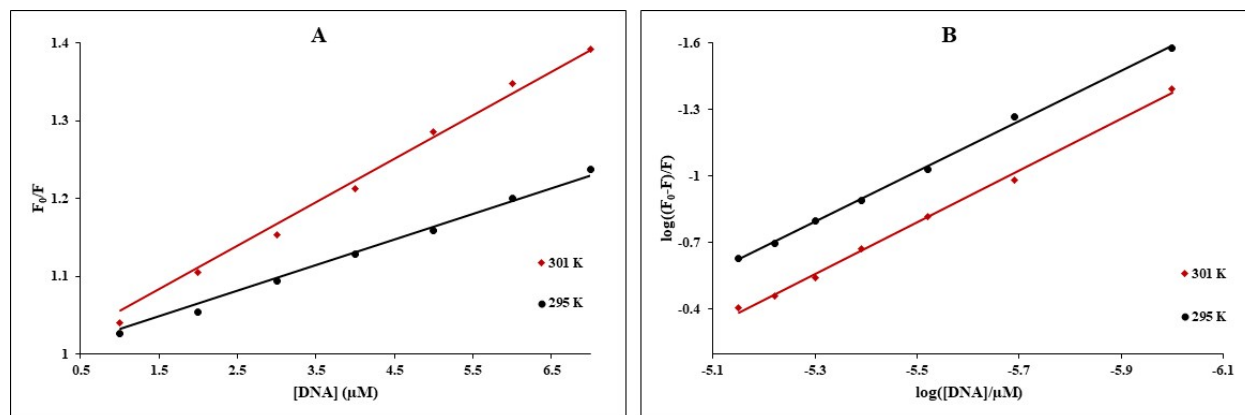 A
F₀/F
1.4
1.3
1.2
1.1
1
0.5
1.5
2.5
3.5
4.5
5.5
6.5
[DNA] (µM)
301 K
295 K
B
log((F₀-F)/F)
-1.6
-1.3
-1
-0.7
-0.4
-5.1
-5.3
-5.5
-5.7
-5.9
-6.1
log([DNA]/µM)
301 K
295 K